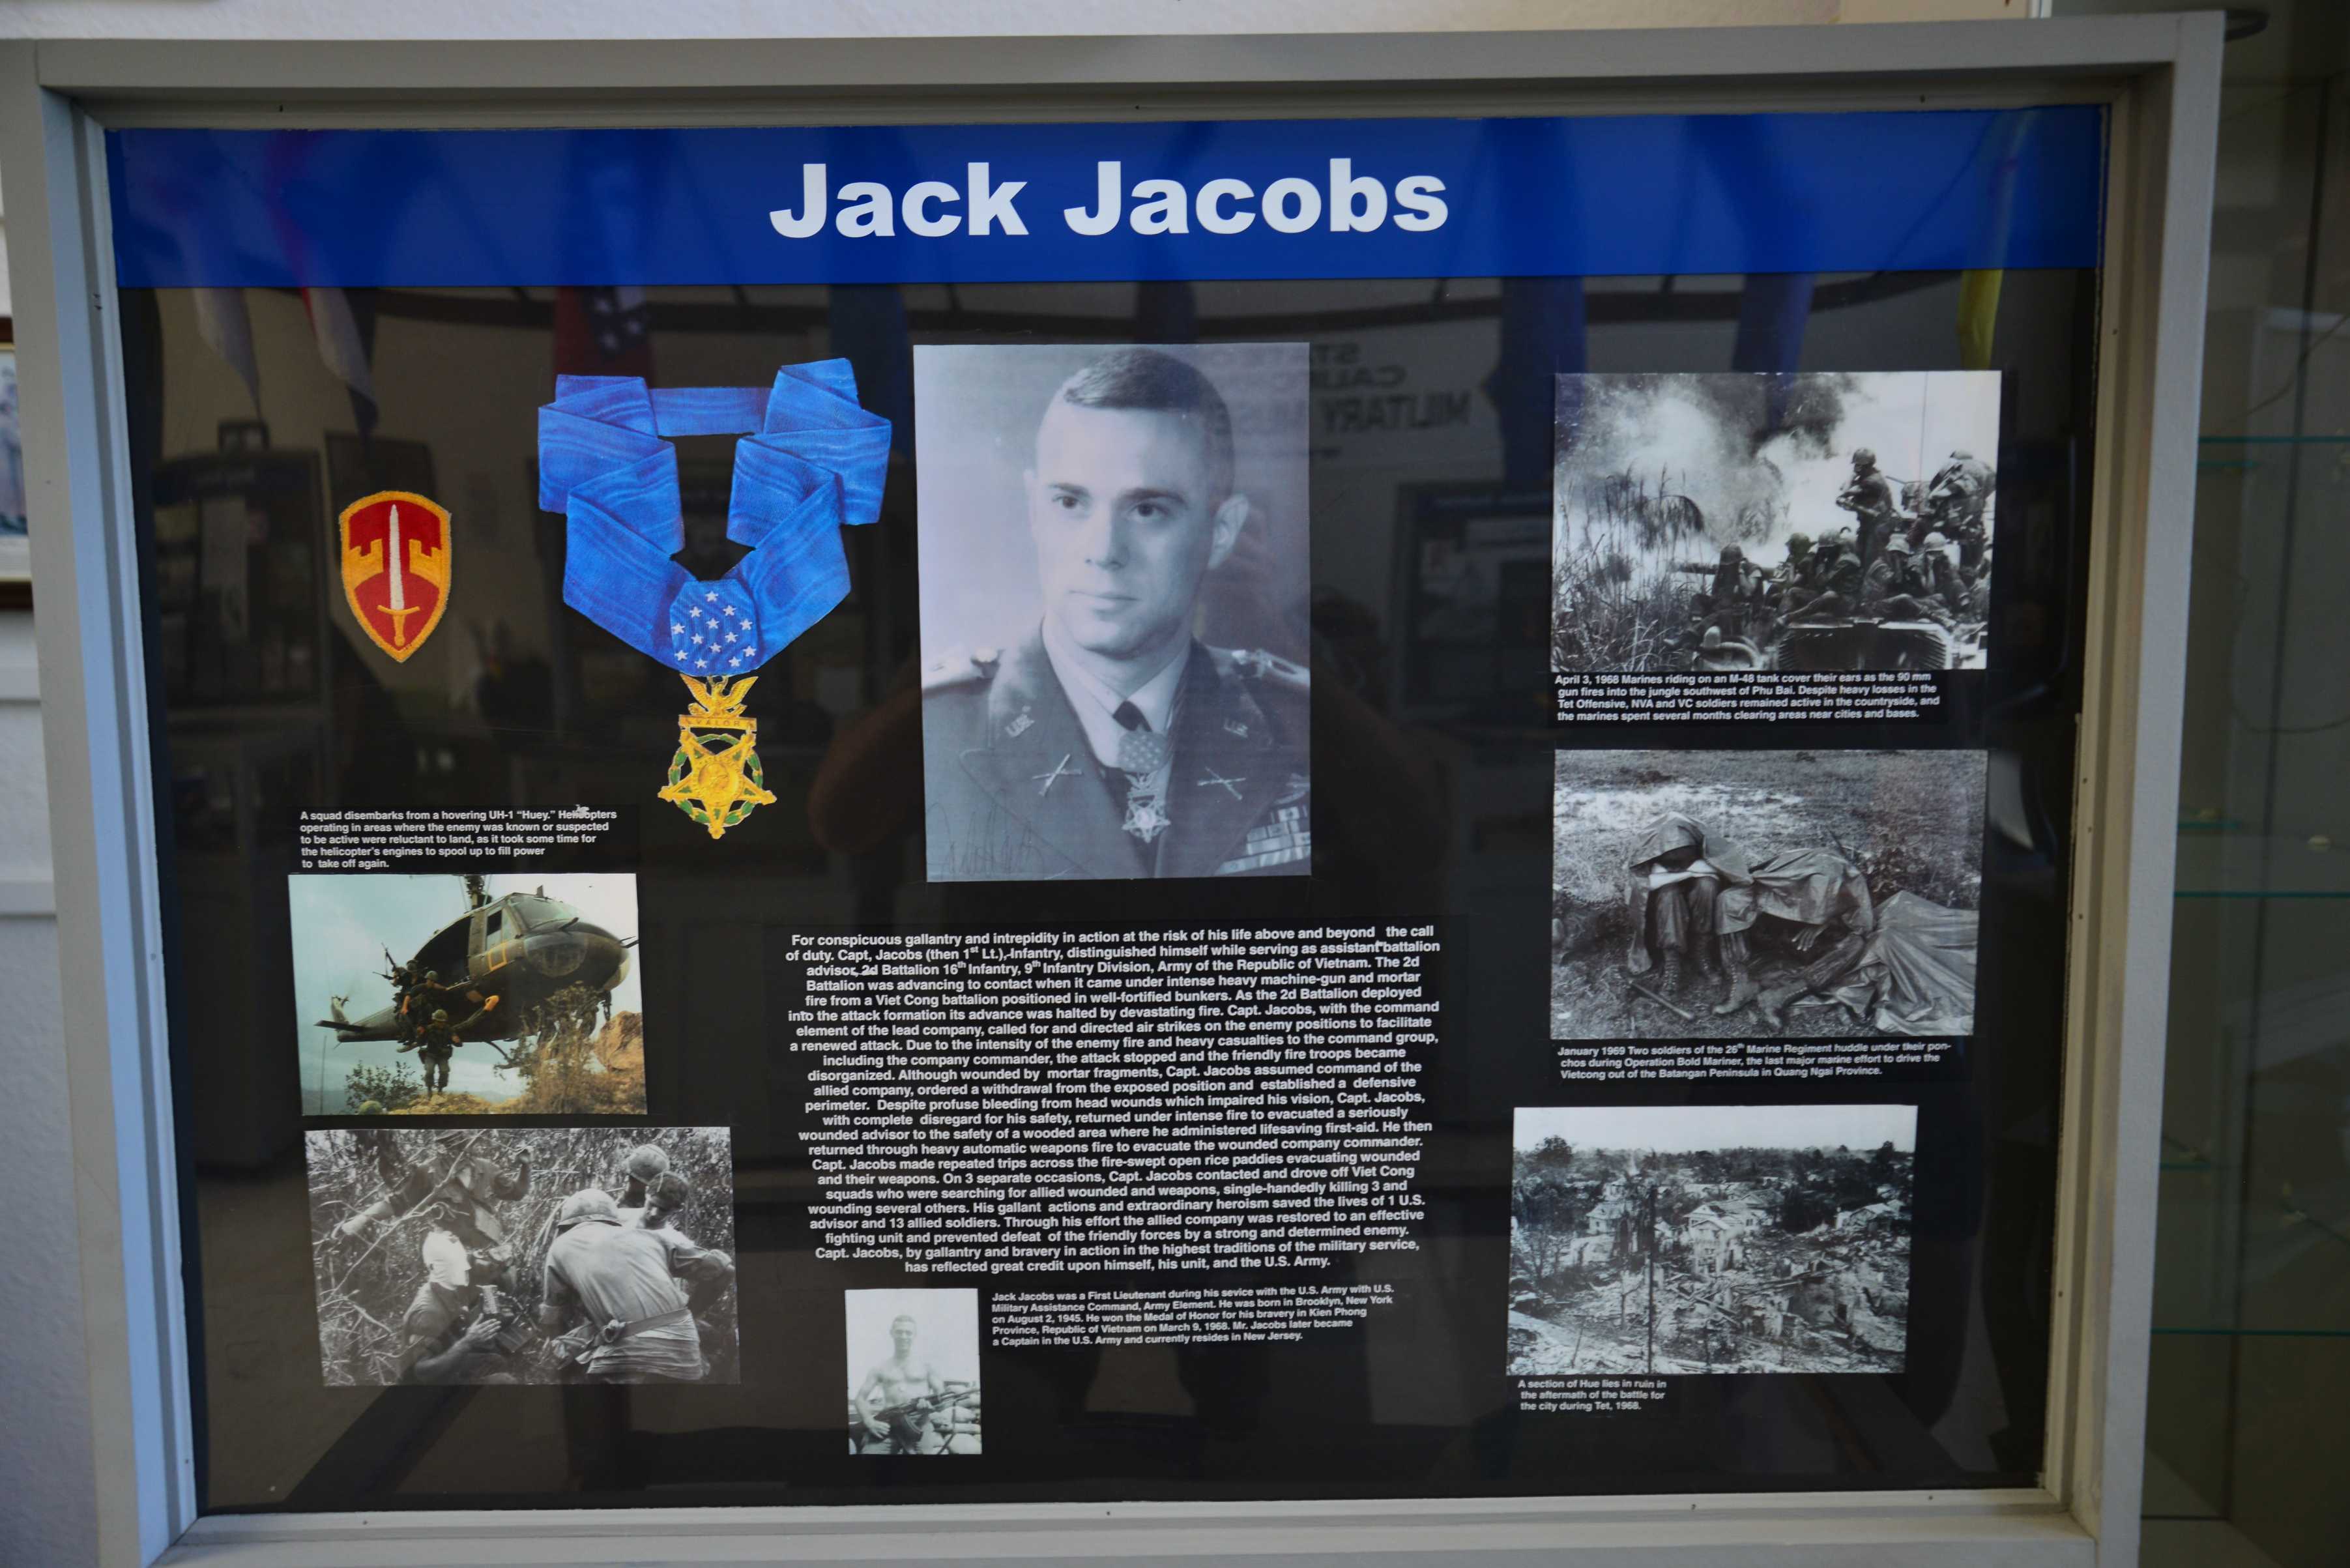 Jack Jacobs
VALOR
A squad disembarks from a hovering UH-1 “Huey.” Helicopters
operating in areas where the enemy was known or suspected
to be active were reluctant to land, as it took some time for
the helicopter's engines to spool up to fill power
to take off again.
For conspicuous gallantry and intrepidity in action at the risk of his life above and beyond the call
of duty. Capt, Jacobs (then 1st Lt.), Infantry, distinguished himself while serving as assistant battalion
advisor, 2d Battalion 16th Infantry, 9th Infantry Division, Army of the Republic of Vietnam. The 2d
Battalion was advancing to contact when it came under intense heavy machine-gun and mortar
fire from a Viet Cong battalion positioned in well-fortified bunkers. As the 2d Battalion deployed
into the attack formation its advance was halted by devastating fire. Capt. Jacobs, with the command
element of the lead company, called for and directed air strikes on the enemy positions to facilitate
a renewed attack. Due to the intensity of the enemy fire and heavy casualties to the command group,
including the company commander, the attack stopped and the friendly fire troops became
disorganized. Although wounded by mortar fragments, Capt. Jacobs assumed command of the
allied company, ordered a withdrawal from the exposed position and established a defensive
perimeter. Despite profuse bleeding from head wounds which impaired his vision, Capt. Jacobs,
with complete disregard for his safety, returned under intense fire to evacuated a seriously
wounded advisor to the safety of a wooded area where he administered lifesaving first-aid. He then
returned through heavy automatic weapons fire to evacuate the wounded company commander.
Capt. Jacobs made repeated trips across the fire-swept open rice paddies evacuating wounded
and their weapons. On 3 separate occasions, Capt. Jacobs contacted and drove off Viet Cong
squads who were searching for allied wounded and weapons, single-handedly killing 3 and
wounding several others. His gallant actions and extraordinary heroism saved the lives of 1 U.S.
advisor and 13 allied soldiers. Through his effort the allied company was restored to an effective
fighting unit and prevented defeat of the friendly forces by a strong and determined enemy.
Capt. Jacobs, by gallantry and bravery in action in the highest traditions of the military service,
has reflected great credit upon himself, his unit, and the U.S. Army.
Jack Jacobs was a First Lieutenant during his sevice with the U.S. Army with U.S.
Military Assistance Command, Army Element. He was born in Brooklyn, New York
on August 2, 1945. He won the Medal of Honor for his bravery in Kien Phong
Province, Republic of Vietnam on March 9, 1968. Mr. Jacobs later became
a Captain in the U.S. Army and currently resides in New Jersey.
April 3, 1968 Marines riding on an M-48 tank cover their ears as the 90 mm
gun fires into the jungle southwest of Phu Bai. Despite heavy losses in the
Tet Offensive, NVA and VC soldiers remained active in the countryside, and
the marines spent several months clearing areas near cities and bases.
January 1969 Two soldiers of the 26th Marine Regiment huddle under their pon-
chos during Operation Bold Mariner, the last major marine effort to drive the
Vietcong out of the Batangan Peninsula in Quang Ngai Province.
A section of Hue lies in ruin in
the aftermath of the battle for
the city during Tet, 1968.